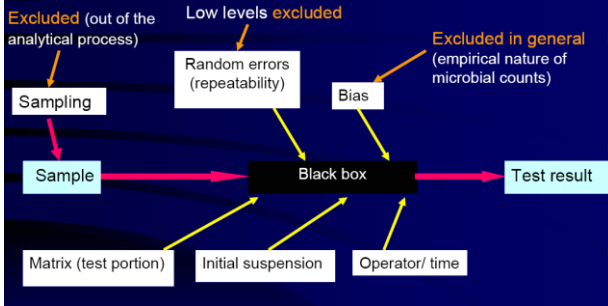 Excluded (out of the
analytical process)
Low levels excluded
Excluded in general
(empirical nature of
microbial counts)
Random errors
(repeatability)
Sampling
Bias
Sample
Black box
Test result
Matrix (test portion)
Initial suspension
Operator/ time